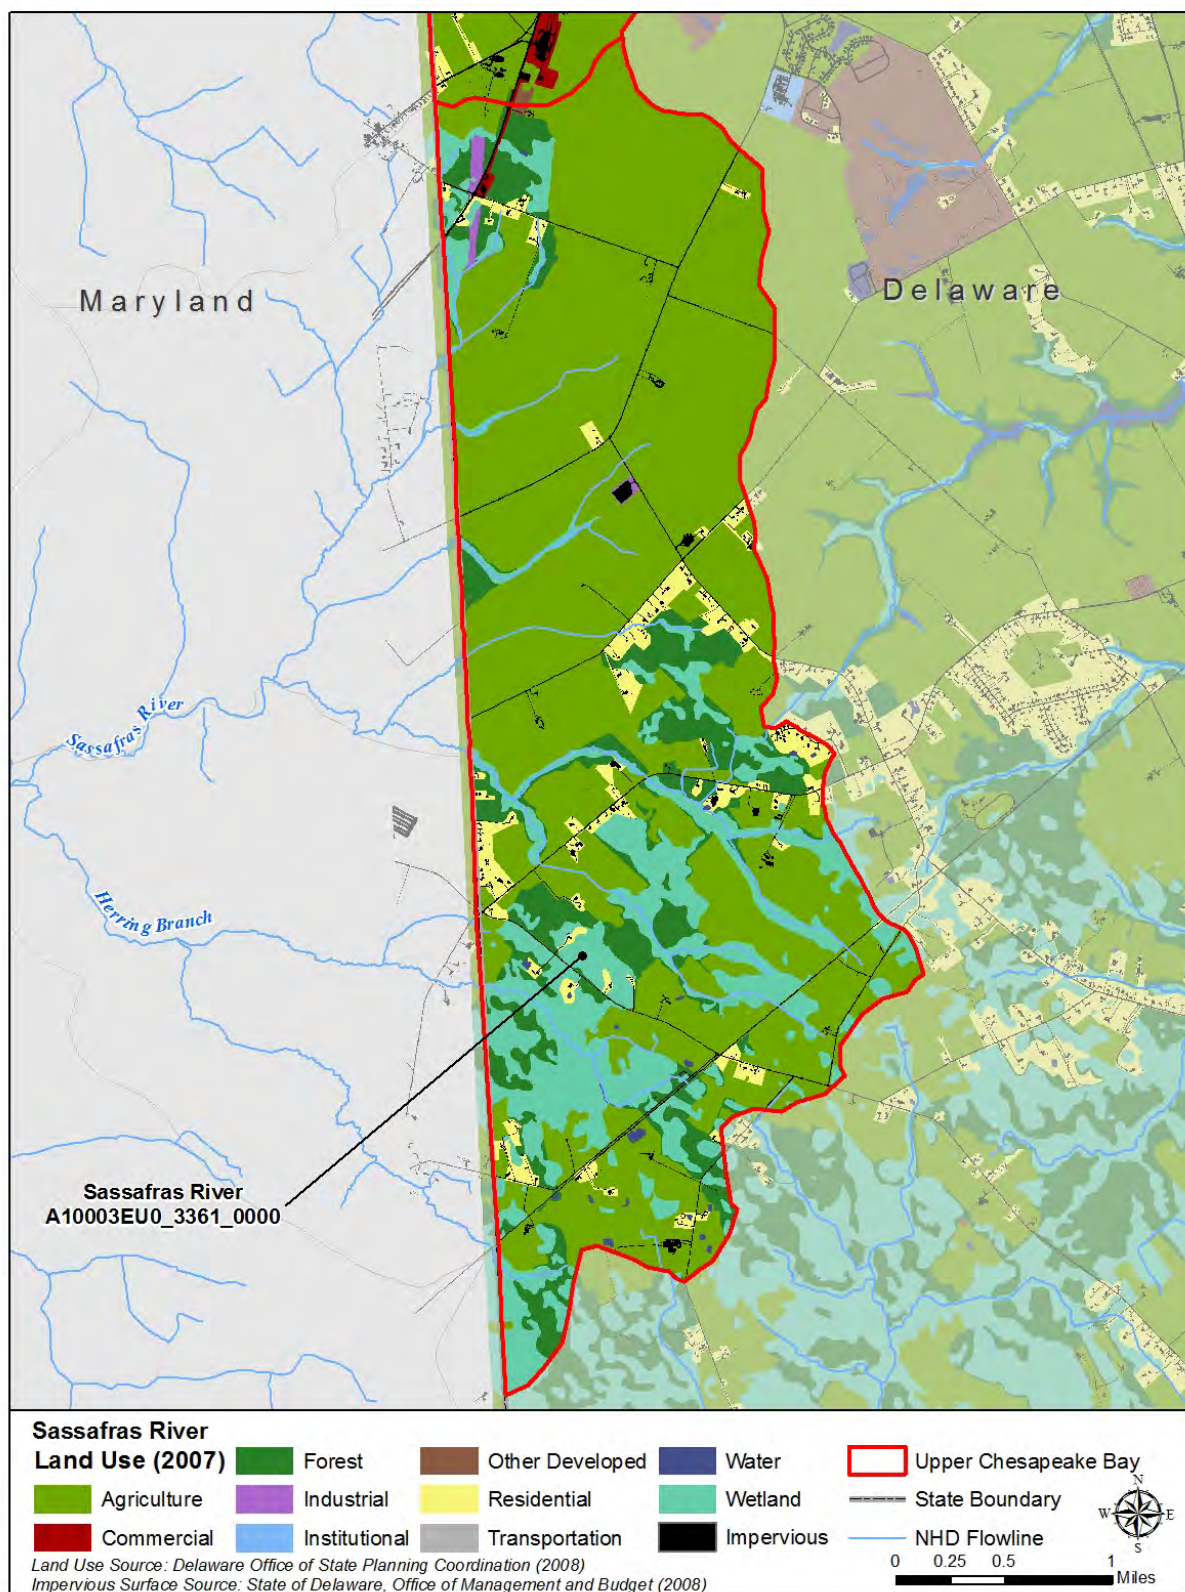 Maryland
Delaware
Sassafras River
Herring Branch
Sassafras River
A10003EU0_3361_0000
Sassafras River
Land Use (2007)
Agriculture
Commercial
Forest
Industrial
Institutional
Other Developed
Residential
Transportation
Water
Wetland
Impervious
Upper Chesapeake Bay
State Boundary
NHD Flowline
N
W E
S
0 0.25 0.5 1
Miles
Land Use Source: Delaware Office of State Planning Coordination (2008)
Impervious Surface Source: State of Delaware, Office of Management and Budget (2008)